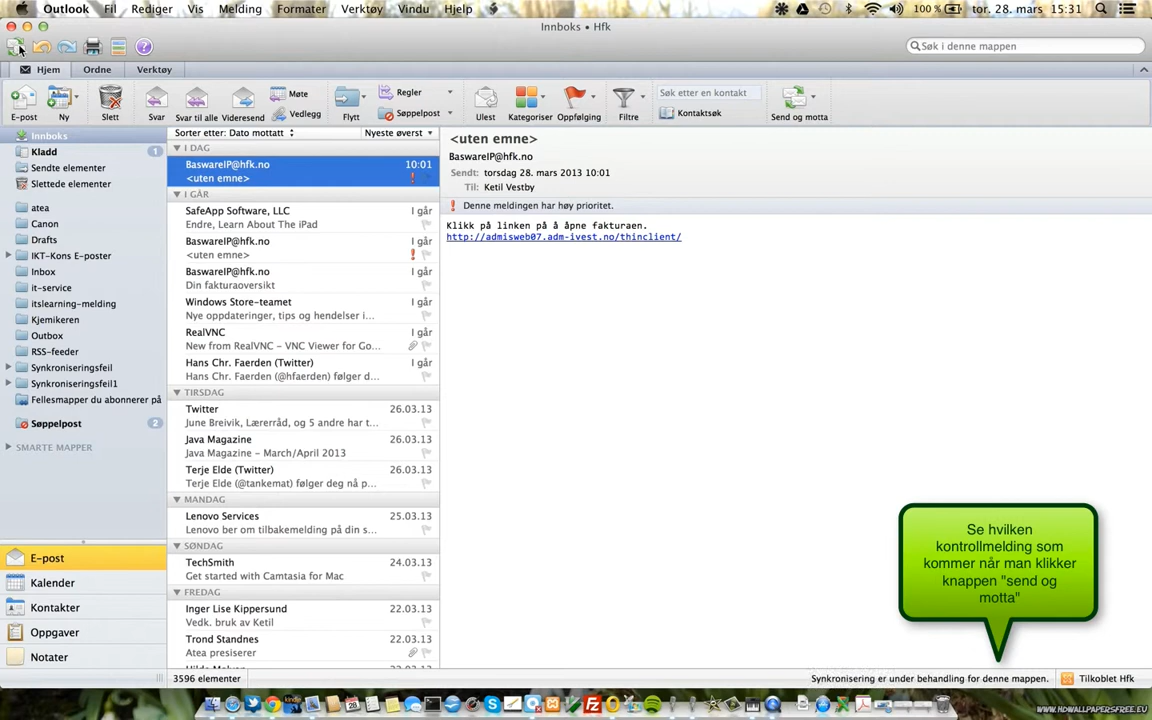 Outlook Fil Rediger Vis Melding Formater Verktøy Vindu Hjelp 100 % tor. 28. mars 15:31
Innboks • Hfk
Søk i denne mappen
Hjem Ordne Verktøy
E-post Ny Slett Svar Svar til alle Videresend Møte Vedlegg Flytt Regler Søppelpost Ulest Kategoriser Oppfølging Filtre Søk etter en kontakt Kontaktsøk Send og motta
Innboks
Kladd 1
Sendte elementer
Slettede elementer
atea
Canon
Drafts
IKT-Kons E-poster
Inbox
it-service
itslearning-melding
Kjemikeren
Outbox
RSS-feeder
Synkroniseringsfeil
Synkroniseringsfeil1
Fellesmapper du abonnerer på
Søppelpost 2
SMARTE MAPPER
E-post
Kalender
Kontakter
Oppgaver
Notater
Sorter etter: Dato mottatt Nyeste øverst
I DAG
BaswareIP@hfk.no 10:01
<uten emne>
I GÅR
SafeApp Software, LLC I går
Endre, Learn About The iPad
BaswareIP@hfk.no I går
<uten emne>
BaswareIP@hfk.no I går
Din fakturaoversikt
Windows Store-teamet I går
Nye oppdateringer, tips og hendelser i...
RealVNC I går
New from RealVNC – VNC Viewer for Go...
Hans Chr. Faerden (Twitter) I går
Hans Chr. Faerden (@hfaerden) følger d...
TIRSDAG
Twitter 26.03.13
June Breivik, Lærerråd, og 5 andre har t...
Java Magazine 26.03.13
Java Magazine – March/April 2013
Terje Elde (Twitter) 26.03.13
Terje Elde (@tankemat) følger deg nå p...
MANDAG
Lenovo Services 25.03.13
Lenovo ber om tilbakemelding på din s...
SØNDAG
TechSmith 24.03.13
Get started with Camtasia for Mac
FREDAG
Inger Lise Kippersund 22.03.13
Vedk. bruk av Ketil
Trond Standnes 22.03.13
Atea presiserer
22.03.13
<uten emne>
BaswareIP@hfk.no
Sendt: torsdag 28. mars 2013 10:01
Til: Ketil Vestby
Denne meldingen har høy prioritet.
Klikk på linken på å åpne fakturaen.
http://admisweb07.adm-ivest.no/thinclient/
Se hvilken
kontrollmelding som
kommer når man klikker
knappen "send og
motta"
3596 elementer
Synkronisering er under behandling for denne mappen. Tilkoblet Hfk
WWW.HDWALLPAPERSFREE.EU